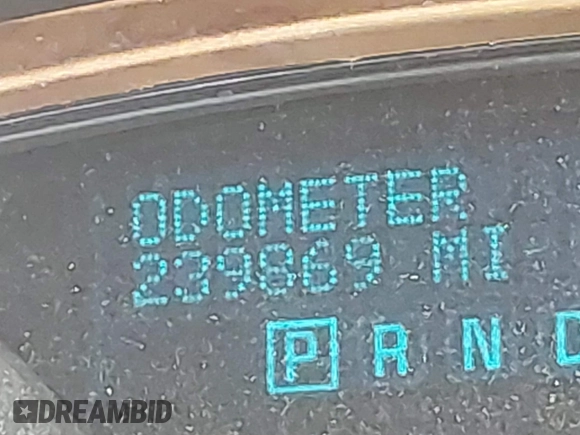 ODOMETER
239869 MI
P R N
DREAMBID